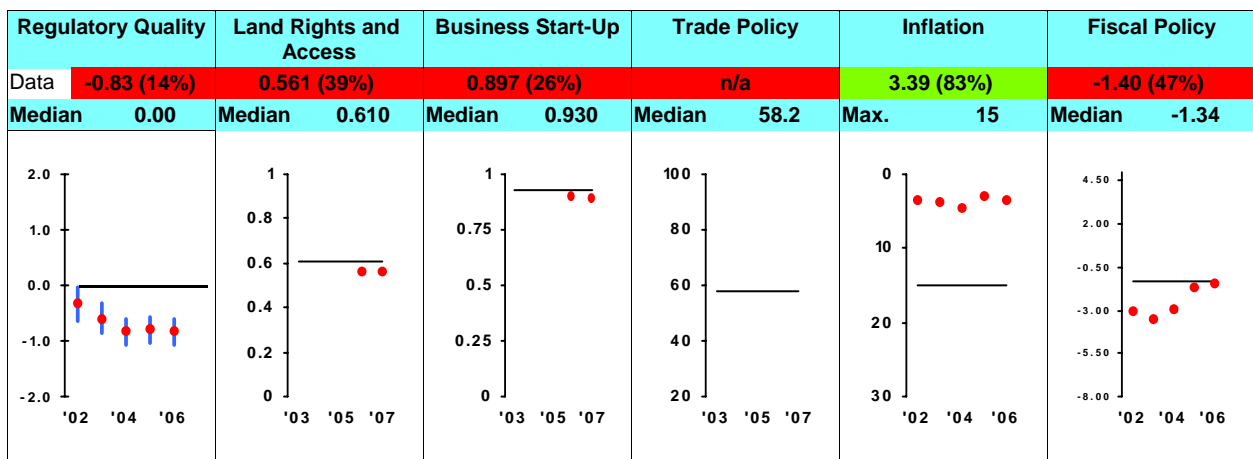 Regulatory Quality
Data -0.83 (14%)
Median 0.00
2.0
1.0
0.0
-1.0
-2.0
'02 '04 '06
Land Rights and
Access
0.561 (39%)
Median 0.610
1
0.8
0.6
0.4
0.2
0
'03 '05 '07
Business Start-Up
0.897 (26%)
Median 0.930
1
0.75
0.5
0.25
0
'03 '05 '07
Trade Policy
n/a
Median 58.2
100
80
60
40
20
'03 '05 '07
Inflation
3.39 (83%)
Max. 15
0
10
20
30
'02 '04 '06
Fiscal Policy
-1.40 (47%)
Median -1.34
4.50
2.00
-0.50
-3.00
-5.50
-8.00
'02 '04 '06